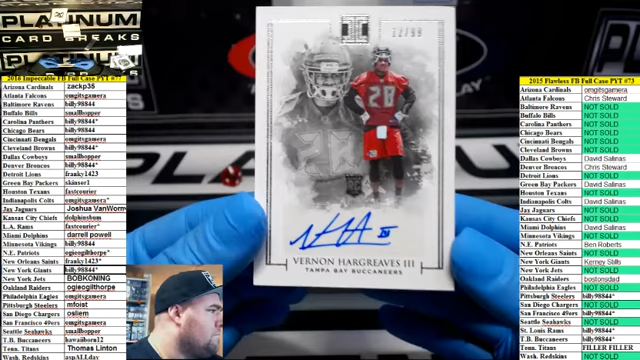 PLATINUM
CARD BREAKS
PLATINUM
2016 Impeccable FB Full Case PYT #77
Arizona Cardinals zackp35
Atlanta Falcons omgitsgamera
Baltimore Ravens billy98844
Buffalo Bills smallhopper
Carolina Panthers billy98844*
Chicago Bears billy98844
Cincinnati Bengals omgitsgamera
Cleveland Browns billy98844*
Dallas Cowboys smallhopper
Denver Broncos billy98844*
Detroit Lions franky1423
Green Bay Packers skinser1
Houston Texans fastcourier
Indianapolis Colts omgitsgamera*
Jax Jaguars Joshua VanWorm
Kansas City Chiefs dolphinsbum
L.A. Rams fastcourier*
Miami Dolphins darrell powell
Minnesota Vikings billy98844
N.E. Patriots ogieogilthorpe*
New Orleans Saints franky1423*
New York Giants billy98844*
New York Jets BOBKONING
Oakland Raiders ogieogilthorpe
Philadelphia Eagles omgitsgamera
Pittsburgh Steelers mfoist
San Diego Chargers osliem
San Francisco 49ers omgitsgamera
Seattle Seahawks smallhopper
T.B. Buccaneers hawaiiborn12
Tenn. Titans Thomas Linton
Wash. Redskins aspALLday
12/99
28
VERNON HARGREAVES III
TAMPA BAY BUCCANEERS
2015 Flawless FB Full Case PYT #73
Arizona Cardinals omgitsgamera
Atlanta Falcons Chris Steward
Baltimore Ravens NOT SOLD
Buffalo Bills NOT SOLD
Carolina Panthers NOT SOLD
Chicago Bears NOT SOLD
Cincinnati Bengals NOT SOLD
Cleveland Browns NOT SOLD
Dallas Cowboys David Salinas
Denver Broncos Chris Steward
Detroit Lions NOT SOLD
Green Bay Packers David Salinas
Houston Texans NOT SOLD
Indianapolis Colts David Salinas
Jax Jaguars NOT SOLD
Kansas City Chiefs NOT SOLD
Miami Dolphins David Salinas
Minnesota Vikings NOT SOLD
N.E. Patriots Ben Roberts
New Orleans Saints NOT SOLD
New York Giants Kerney Stills
New York Jets NOT SOLD
Oakland Raiders bostonsdad
Philadelphia Eagles NOT SOLD
Pittsburgh Steelers billy98844*
San Diego Chargers NOT SOLD
San Francisco 49ers billy98844*
Seattle Seahawks NOT SOLD
St. Louis Rams billy98844*
T.B. Buccaneers billy98844*
Tenn. Titans FILLER FILLER
Wash. Redskins NOT SOLD